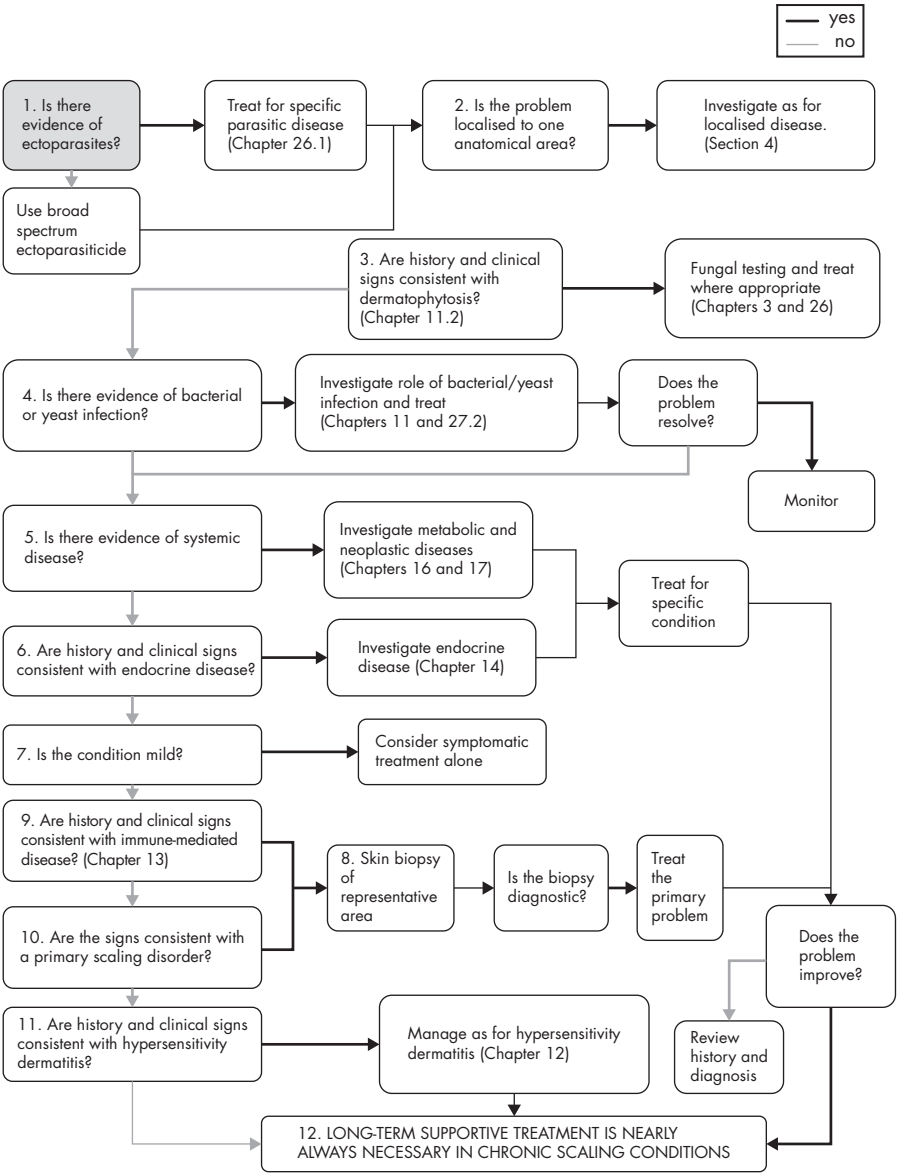 yes
no
1. Is there
evidence of
ectoparasites?
Treat for specific
parasitic disease
(Chapter 26.1)
2. Is the problem
localised to one
anatomical area?
Investigate as for
localised disease.
(Section 4)
Use broad
spectrum
ectoparasiticide
3. Are history and clinical
signs consistent with
dermatophytosis?
(Chapter 11.2)
Fungal testing and treat
where appropriate
(Chapters 3 and 26)
4. Is there evidence of bacterial
or yeast infection?
Investigate role of bacterial/yeast
infection and treat
(Chapters 11 and 27.2)
Does the
problem
resolve?
Monitor
5. Is there evidence of systemic
disease?
Investigate metabolic and
neoplastic diseases
(Chapters 16 and 17)
Treat for
specific
condition
6. Are history and clinical signs
consistent with endocrine disease?
Investigate endocrine
disease (Chapter 14)
7. Is the condition mild?
Consider symptomatic
treatment alone
9. Are history and clinical signs
consistent with immune-mediated
disease? (Chapter 13)
8. Skin biopsy
of
representative
area
Is the biopsy
diagnostic?
Treat
the
primary
problem
10. Are the signs consistent with
a primary scaling disorder?
Does the
problem
improve?
11. Are history and clinical signs
consistent with hypersensitivity
dermatitis?
Manage as for hypersensitivity
dermatitis (Chapter 12)
Review
history and
diagnosis
12. LONG-TERM SUPPORTIVE TREATMENT IS NEARLY
ALWAYS NECESSARY IN CHRONIC SCALING CONDITIONS